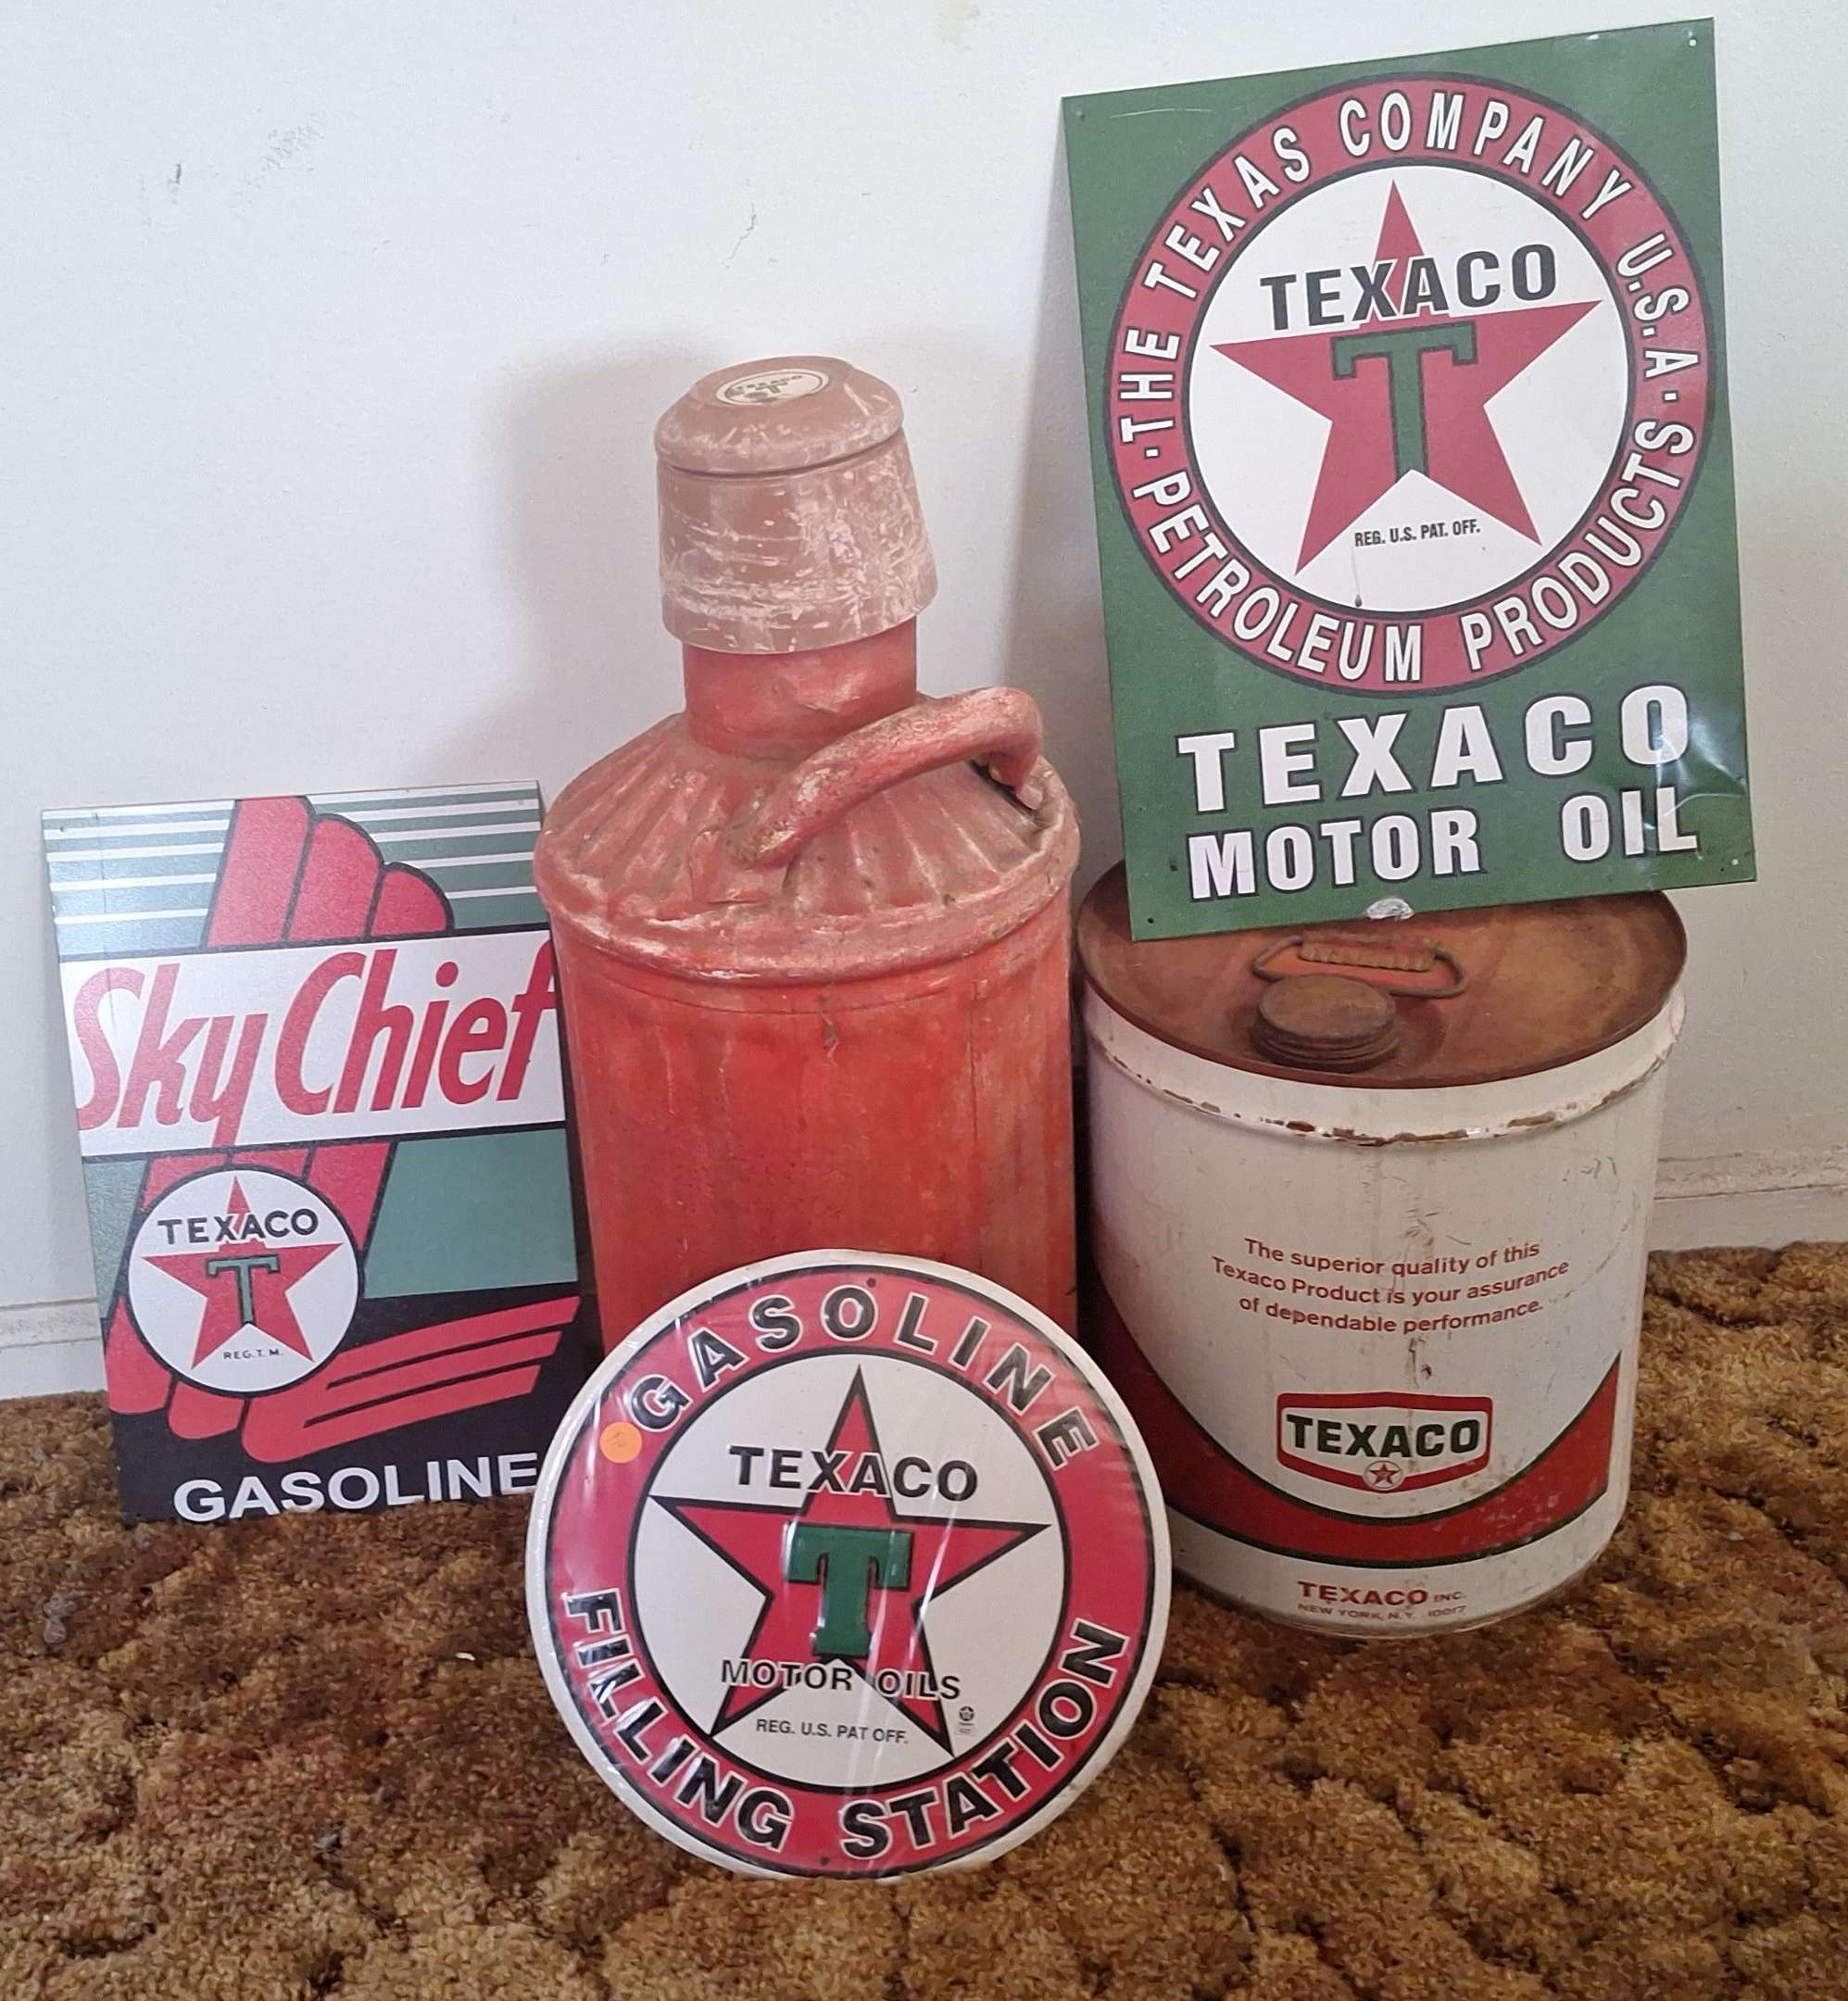 THE TEXAS COMPANY U.S.A.
PETROLEUM PRODUCTS
TEXACO
T
REG. U.S. PAT. OFF.
TEXACO
MOTOR OIL
TEXACO
T
Sky Chief
TEXACO
T
REG. T. M.
GASOLINE
The superior quality of this
Texaco Product is your assurance
of dependable performance.
TEXACO
TEXACO INC.
NEW YORK, N.Y. 10017
GASOLINE
TEXACO
T
MOTOR OILS
REG. U.S. PAT OFF.
FILLING STATION